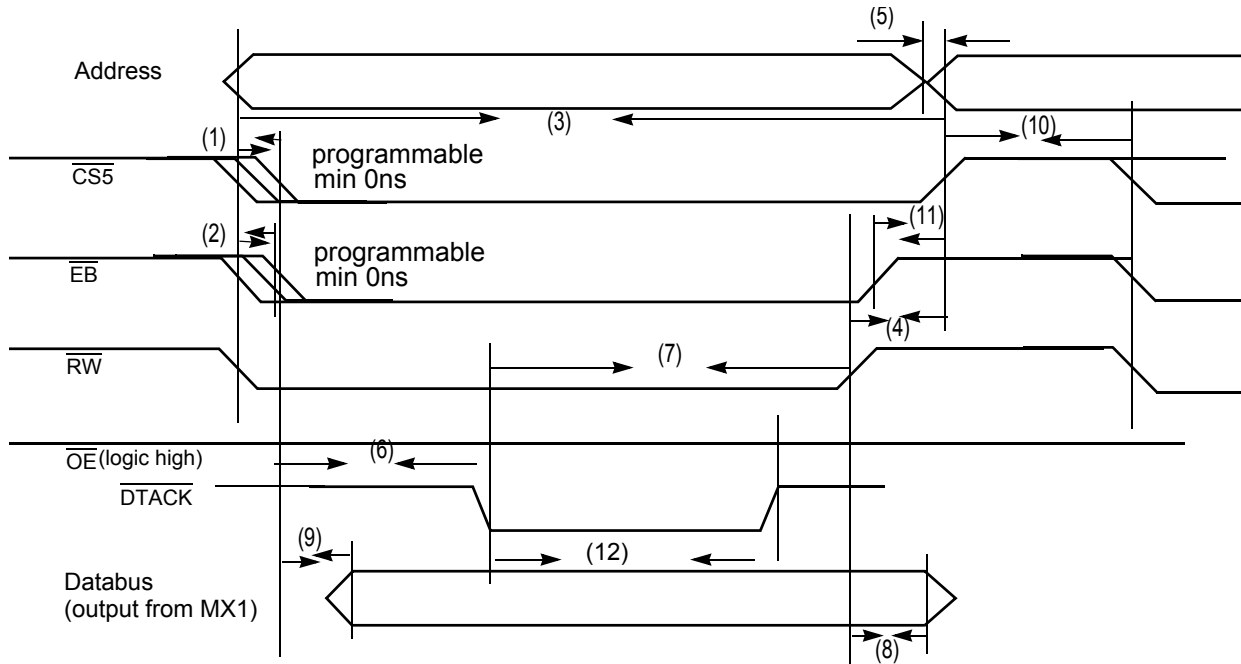 (5)
Address
(3)
(10)
(1)
programmable
min 0ns
CS5
(11)
(2)
programmable
min 0ns
EB
(4)
(7)
RW
(6)
OE(logic high)
DTACK
(9)
(12)
Databus
(output from MX1)
(8)